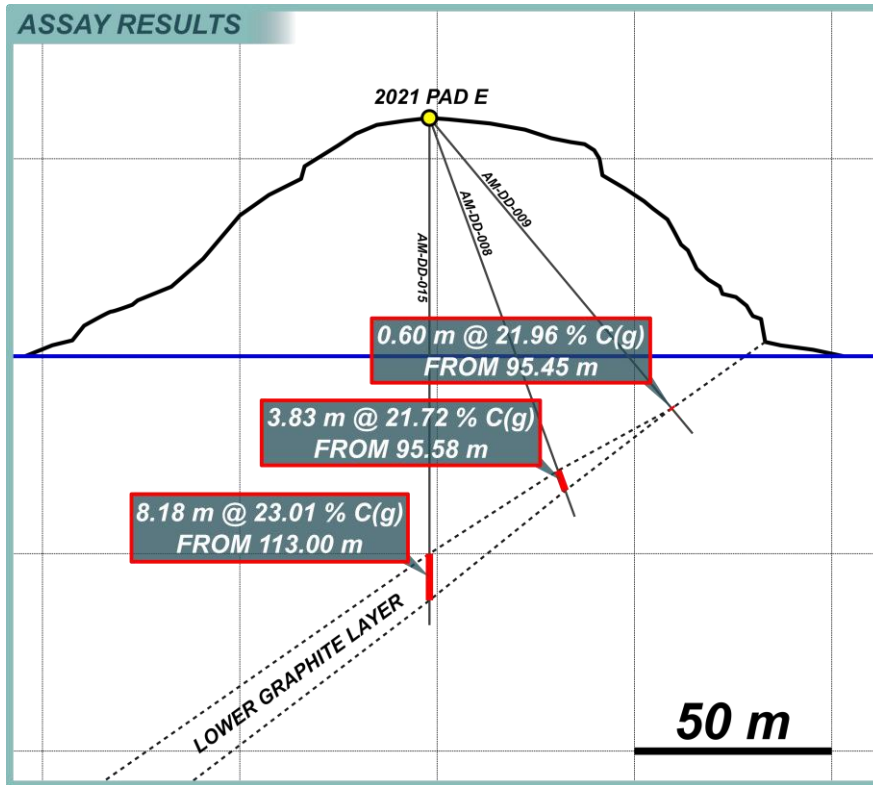 ASSAY RESULTS
2021 PAD E
AM-DD-009
AM-DD-008
AM-DD-015
0.60 m @ 21.96 % C(g)
FROM 95.45 m
3.83 m @ 21.72 % C(g)
FROM 95.58 m
8.18 m @ 23.01 % C(g)
FROM 113.00 m
LOWER GRAPHITE LAYER
50 m